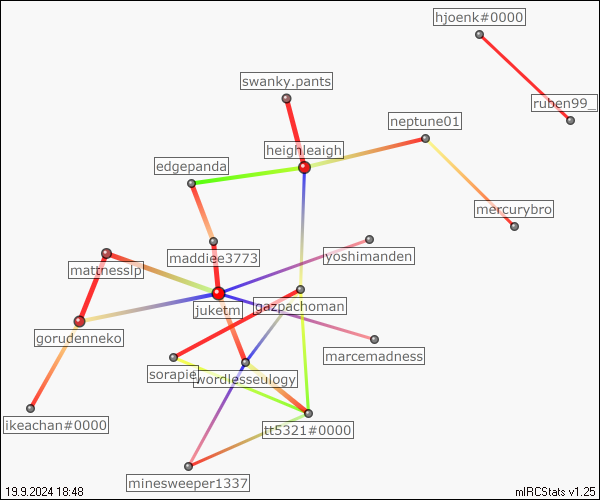 hjoenk#0000
swanky.pants
ruben99_
neptune01
heighleaigh
edgepanda
mercurybro
maddiee3773
yoshimanden
mattnesslp
juketm
gazpachoman
gorudenneko
marcemadness
sorapie
wordlesseulogy
ikeachan#0000
tt5321#0000
minesweeper1337
19.9.2024 18:48
mIRCStats v1.25